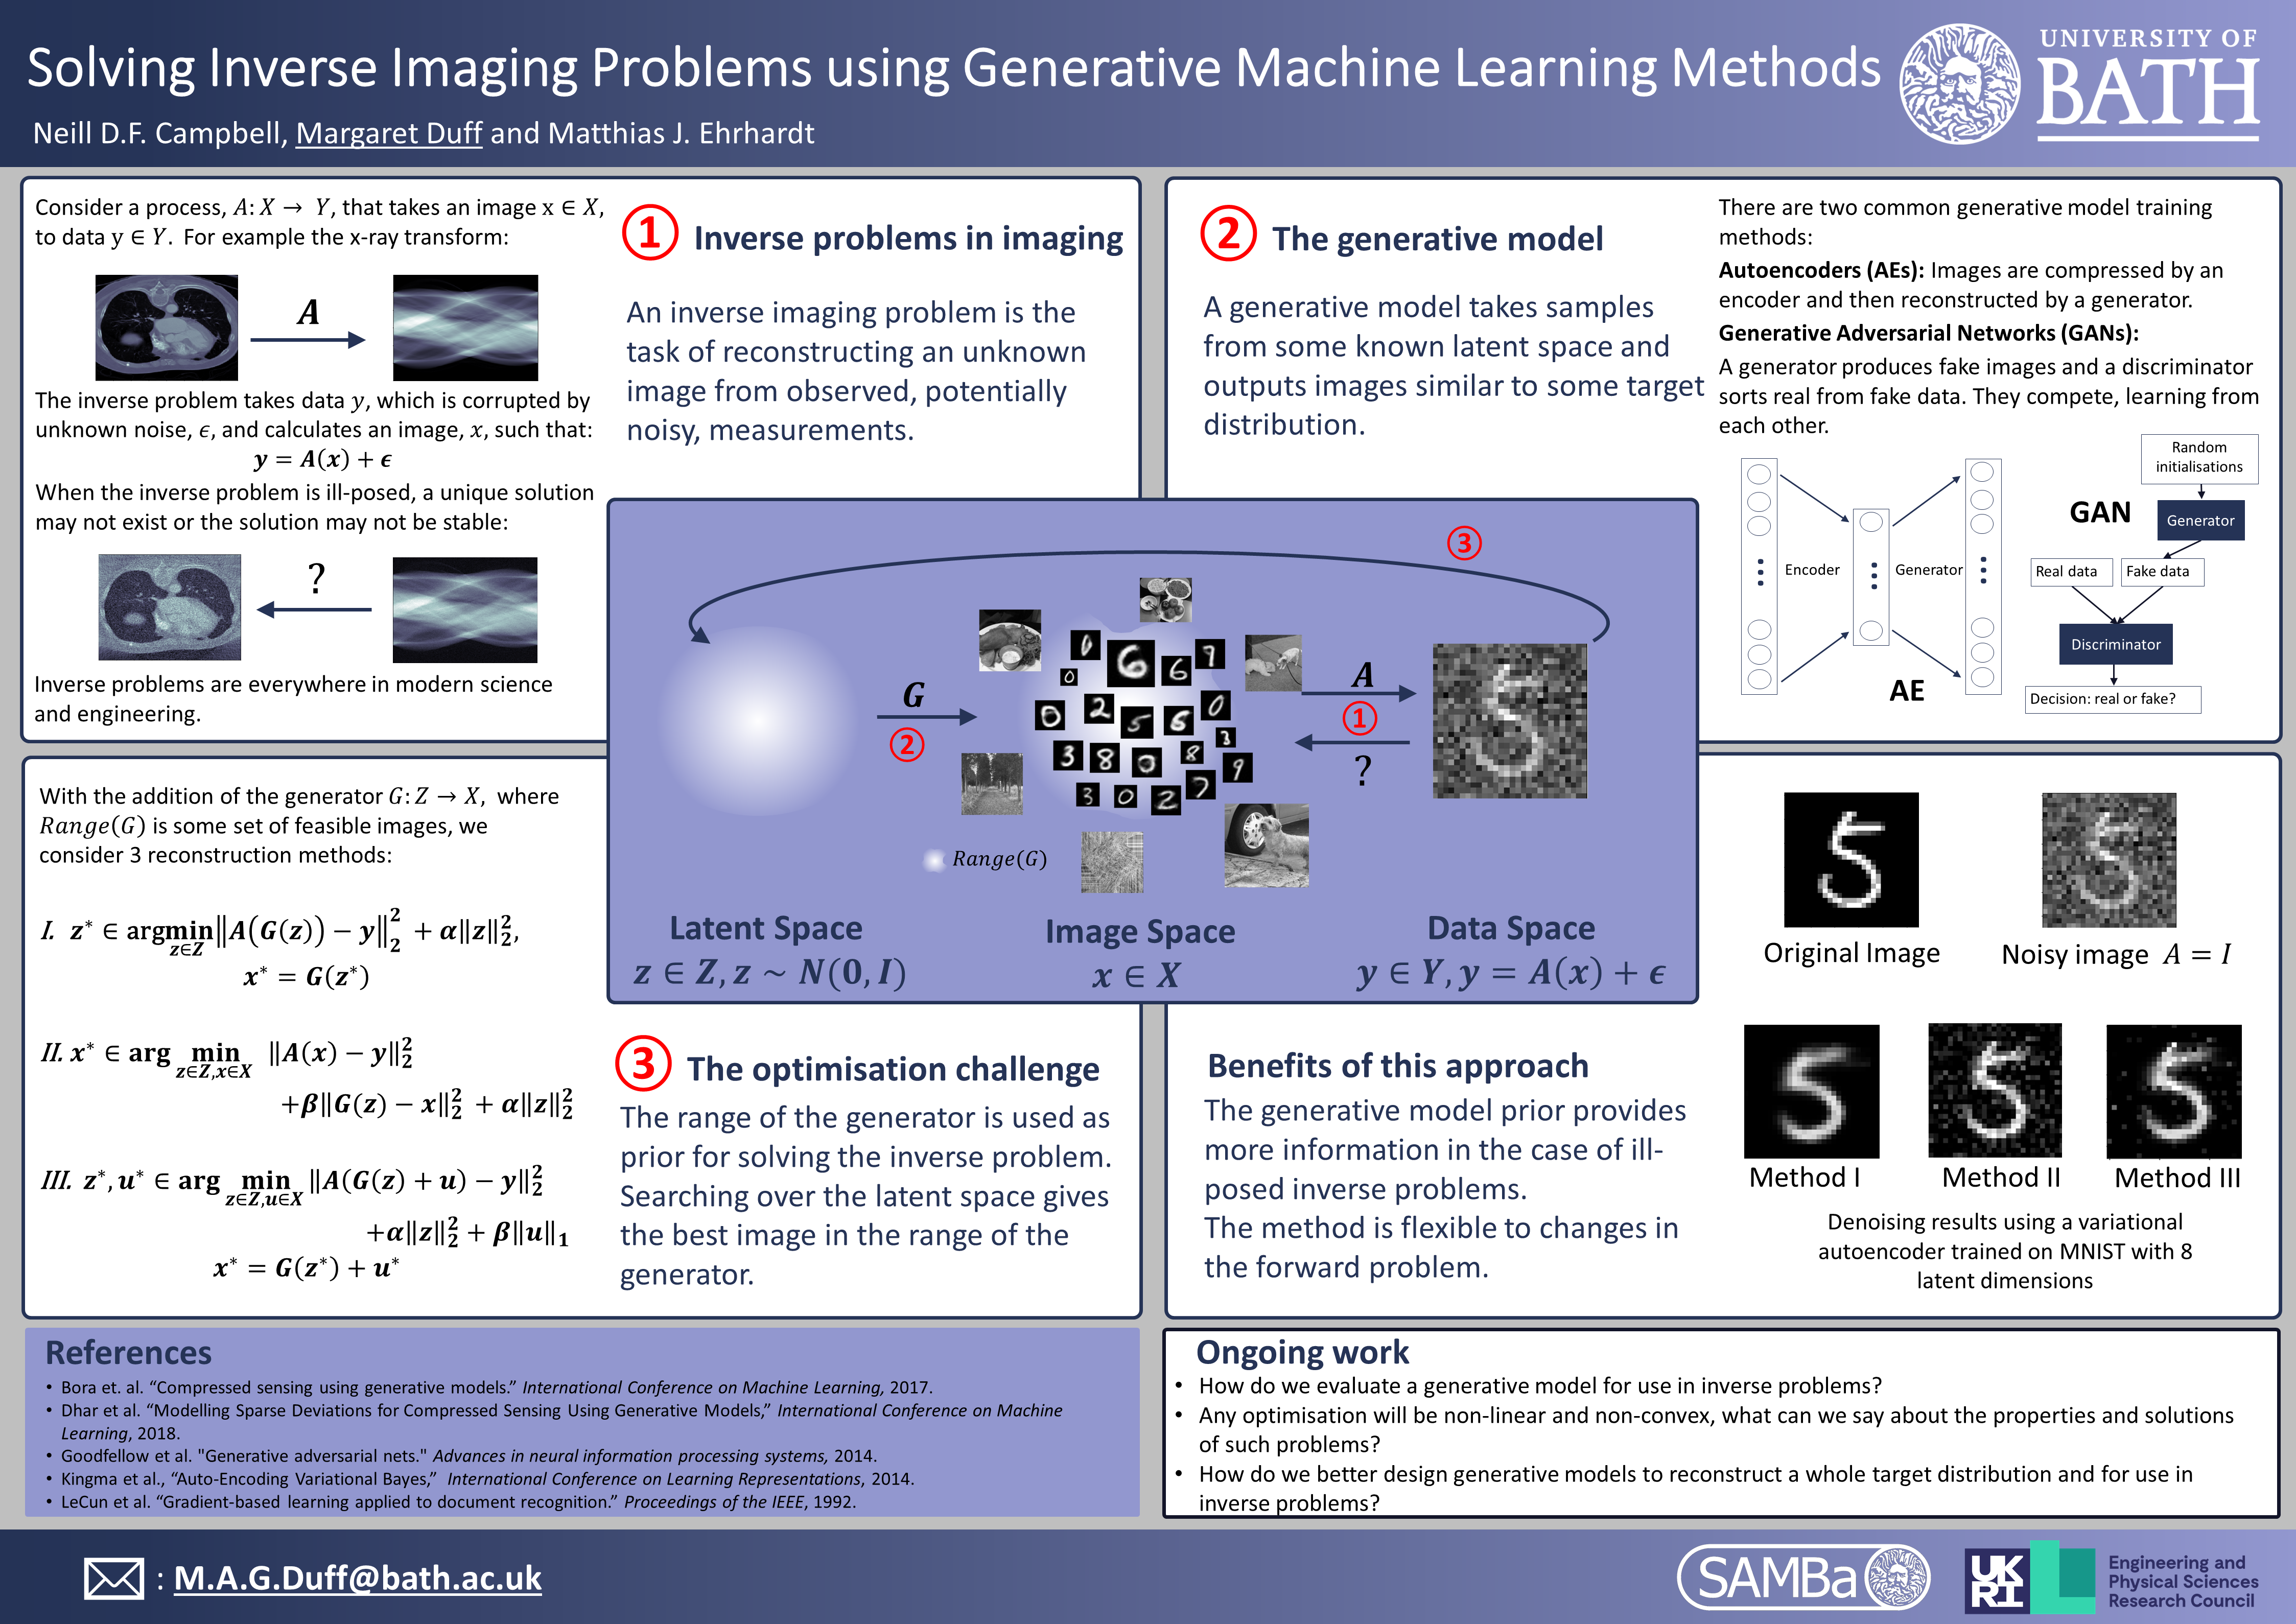 Solving Inverse Imaging Problems using Generative Machine Learning Methods
Neill D.F. Campbell, Margaret Duff and Matthias J. Ehrhardt
UNIVERSITY OF
BATH
Consider a process, A: X → Y, that takes an image x ∈ X,
to data y ∈ Y. For example the x-ray transform:
A
The inverse problem takes data y, which is corrupted by
unknown noise, ϵ, and calculates an image, x, such that:
y = A(x) + ϵ
When the inverse problem is ill-posed, a unique solution
may not exist or the solution may not be stable:
?
Inverse problems are everywhere in modern science
and engineering.
① Inverse problems in imaging
An inverse imaging problem is the
task of reconstructing an unknown
image from observed, potentially
noisy, measurements.
② The generative model
A generative model takes samples
from some known latent space and
outputs images similar to some target
distribution.
There are two common generative model training
methods:
Autoencoders (AEs): Images are compressed by an
encoder and then reconstructed by a generator.
Generative Adversarial Networks (GANs):
A generator produces fake images and a discriminator
sorts real from fake data. They compete, learning from
each other.
Encoder
Generator
AE
GAN
Random
initialisations
Generator
Real data
Fake data
Discriminator
Decision: real or fake?
③
G
②
A
①
?
Range(G)
Latent Space
z ∈ Z, z ~ N(0, I)
Image Space
x ∈ X
Data Space
y ∈ Y, y = A(x) + ϵ
With the addition of the generator G: Z → X, where
Range(G) is some set of feasible images, we
consider 3 reconstruction methods:
I. z* ∈ argmin_{z∈Z} ‖A(G(z)) − y‖₂² + α‖z‖₂²,
x* = G(z*)
II. x* ∈ arg min_{z∈Z,x∈X} ‖A(x) − y‖₂²
+β‖G(z) − x‖₂² + α‖z‖₂²
III. z*, u* ∈ arg min_{z∈Z,u∈X} ‖A(G(z) + u) − y‖₂²
+α‖z‖₂² + β‖u‖₁
x* = G(z*) + u*
③ The optimisation challenge
The range of the generator is used as
prior for solving the inverse problem.
Searching over the latent space gives
the best image in the range of the
generator.
Benefits of this approach
The generative model prior provides
more information in the case of ill-
posed inverse problems.
The method is flexible to changes in
the forward problem.
Original Image
Noisy image A = I
Method I
Method II
Method III
Denoising results using a variational
autoencoder trained on MNIST with 8
latent dimensions
References
• Bora et. al. “Compressed sensing using generative models.” International Conference on Machine Learning, 2017.
• Dhar et al. “Modelling Sparse Deviations for Compressed Sensing Using Generative Models,” International Conference on Machine
Learning, 2018.
• Goodfellow et al. "Generative adversarial nets." Advances in neural information processing systems, 2014.
• Kingma et al., “Auto-Encoding Variational Bayes,” International Conference on Learning Representations, 2014.
• LeCun et al. “Gradient-based learning applied to document recognition.” Proceedings of the IEEE, 1992.
Ongoing work
• How do we evaluate a generative model for use in inverse problems?
• Any optimisation will be non-linear and non-convex, what can we say about the properties and solutions
of such problems?
• How do we better design generative models to reconstruct a whole target distribution and for use in
inverse problems?
: M.A.G.Duff@bath.ac.uk
SAMBa
UKRI
Engineering and
Physical Sciences
Research Council